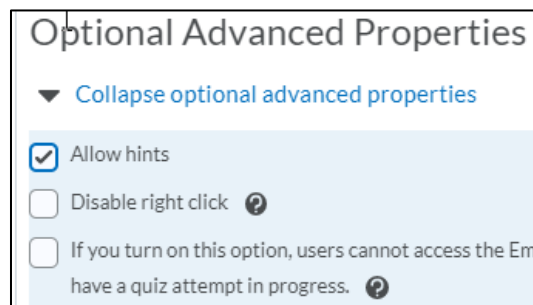 Optional Advanced Properties
Collapse optional advanced properties
Allow hints
Disable right click
If you turn on this option, users cannot access the Em
have a quiz attempt in progress.